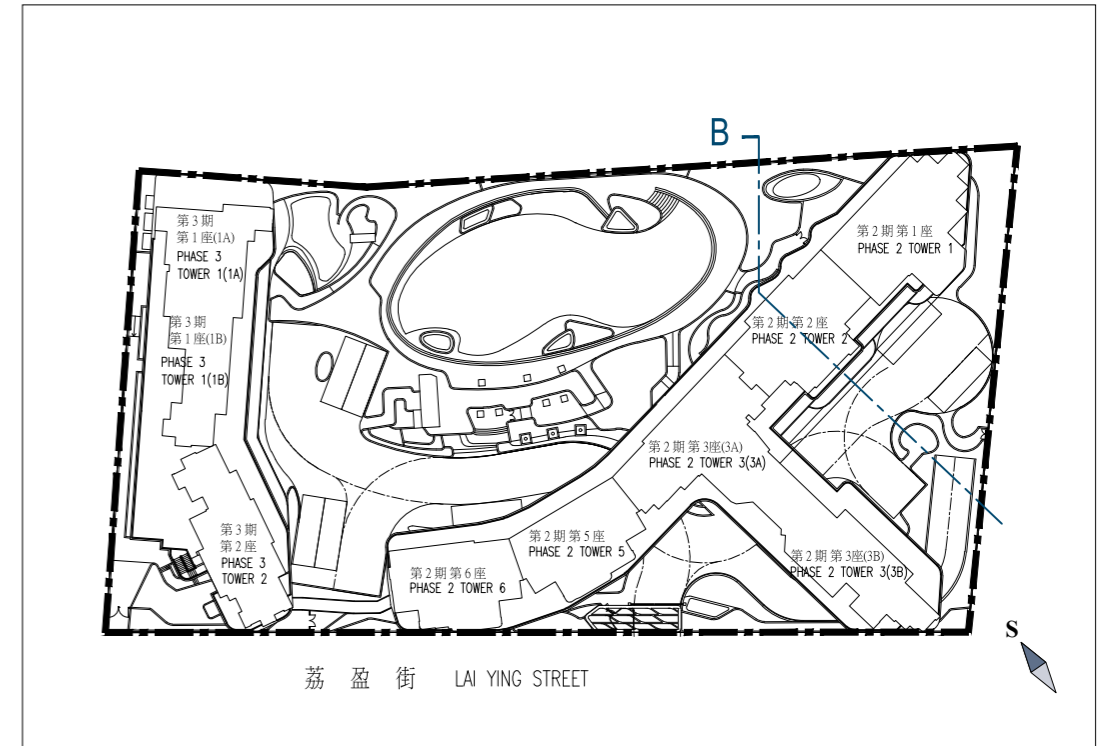 B
第3期
第1座(1A)
PHASE 3
TOWER 1(1A)
第3期
第1座(1B)
PHASE 3
TOWER 1(1B)
第3期
第2座
PHASE 3
TOWER 2
第2期第1座
PHASE 2 TOWER 1
第2期第2座
PHASE 2 TOWER 2
第2期第3座(3A)
PHASE 2 TOWER 3(3A)
第2期第5座
PHASE 2 TOWER 5
第2期第6座
PHASE 2 TOWER 6
第2期第3座(3B)
PHASE 2 TOWER 3(3B)
S
荔盈街 LAI YING STREET